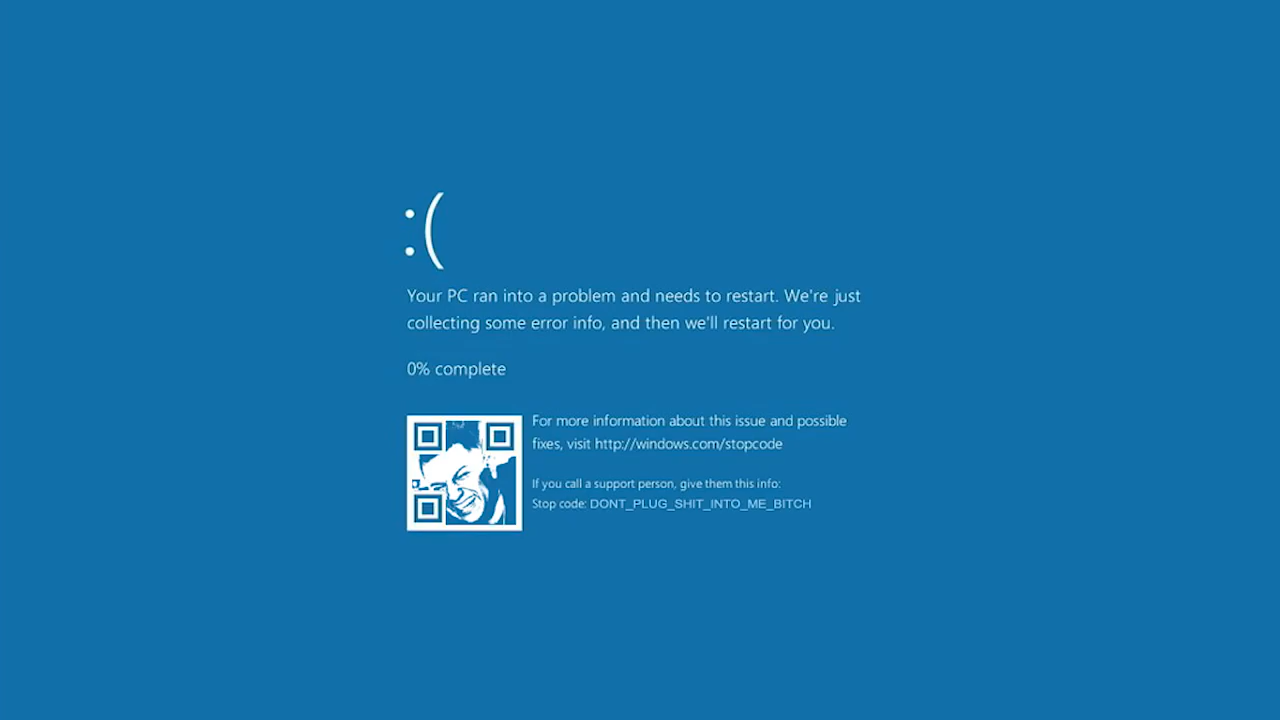 :(
Your PC ran into a problem and needs to restart. We're just
collecting some error info, and then we'll restart for you.
0% complete
For more information about this issue and possible
fixes, visit http://windows.com/stopcode
If you call a support person, give them this info:
Stop code: DONT_PLUG_SHIT_INTO_ME_BITCH